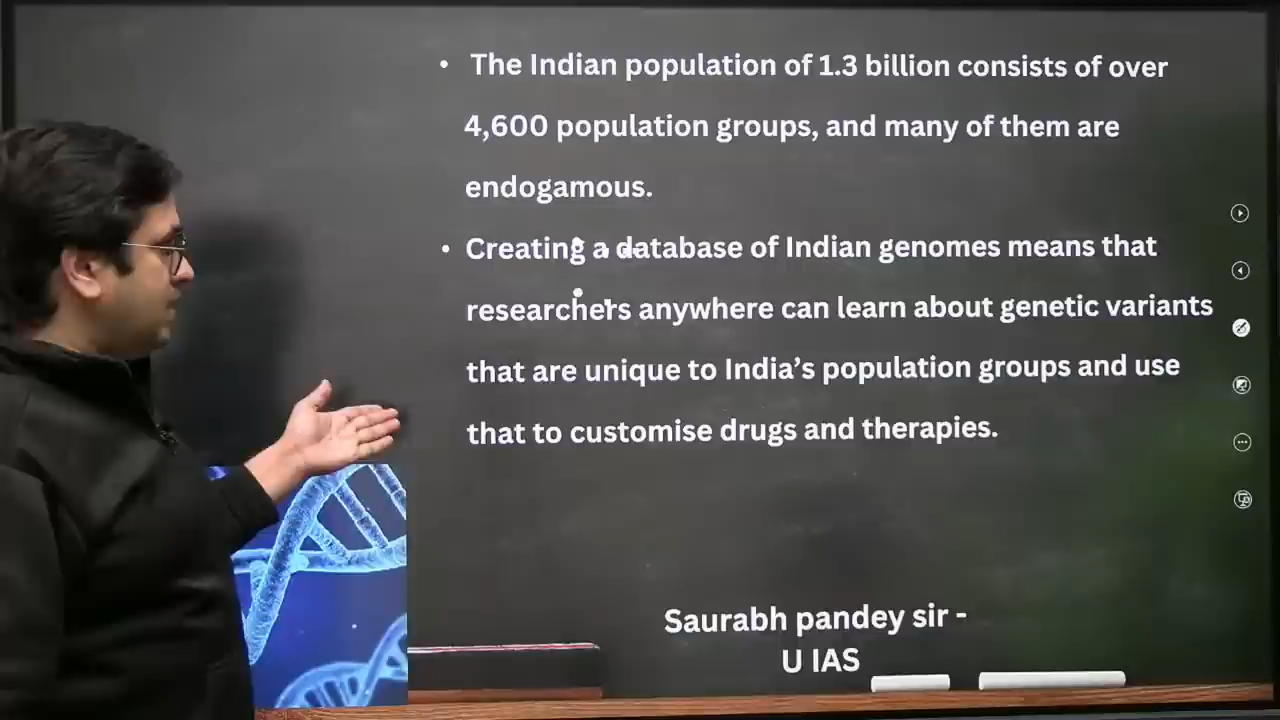 • The Indian population of 1.3 billion consists of over
4,600 population groups, and many of them are
endogamous.
• Creating a database of Indian genomes means that
researchers anywhere can learn about genetic variants
that are unique to India’s population groups and use
that to customise drugs and therapies.
Saurabh pandey sir -
U IAS